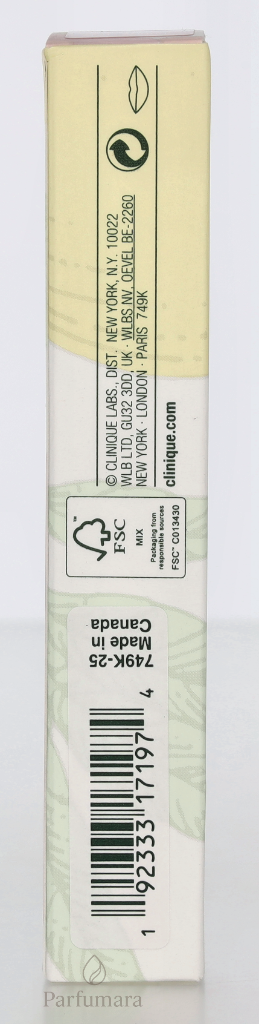 © CLINIQUE LABS., DIST. NEW YORK, N.Y. 10022
WLB LTD, GU32 3DD, UK · WLBS NV, OEVEL BE-2260
NEW YORK · LONDON · PARIS 749K
clinique.com
™
FSC
MIX
Packaging from
responsible sources
FSC™ C013430
749K-25
Made in
Canada
1 92333 17197 4
Parfumara